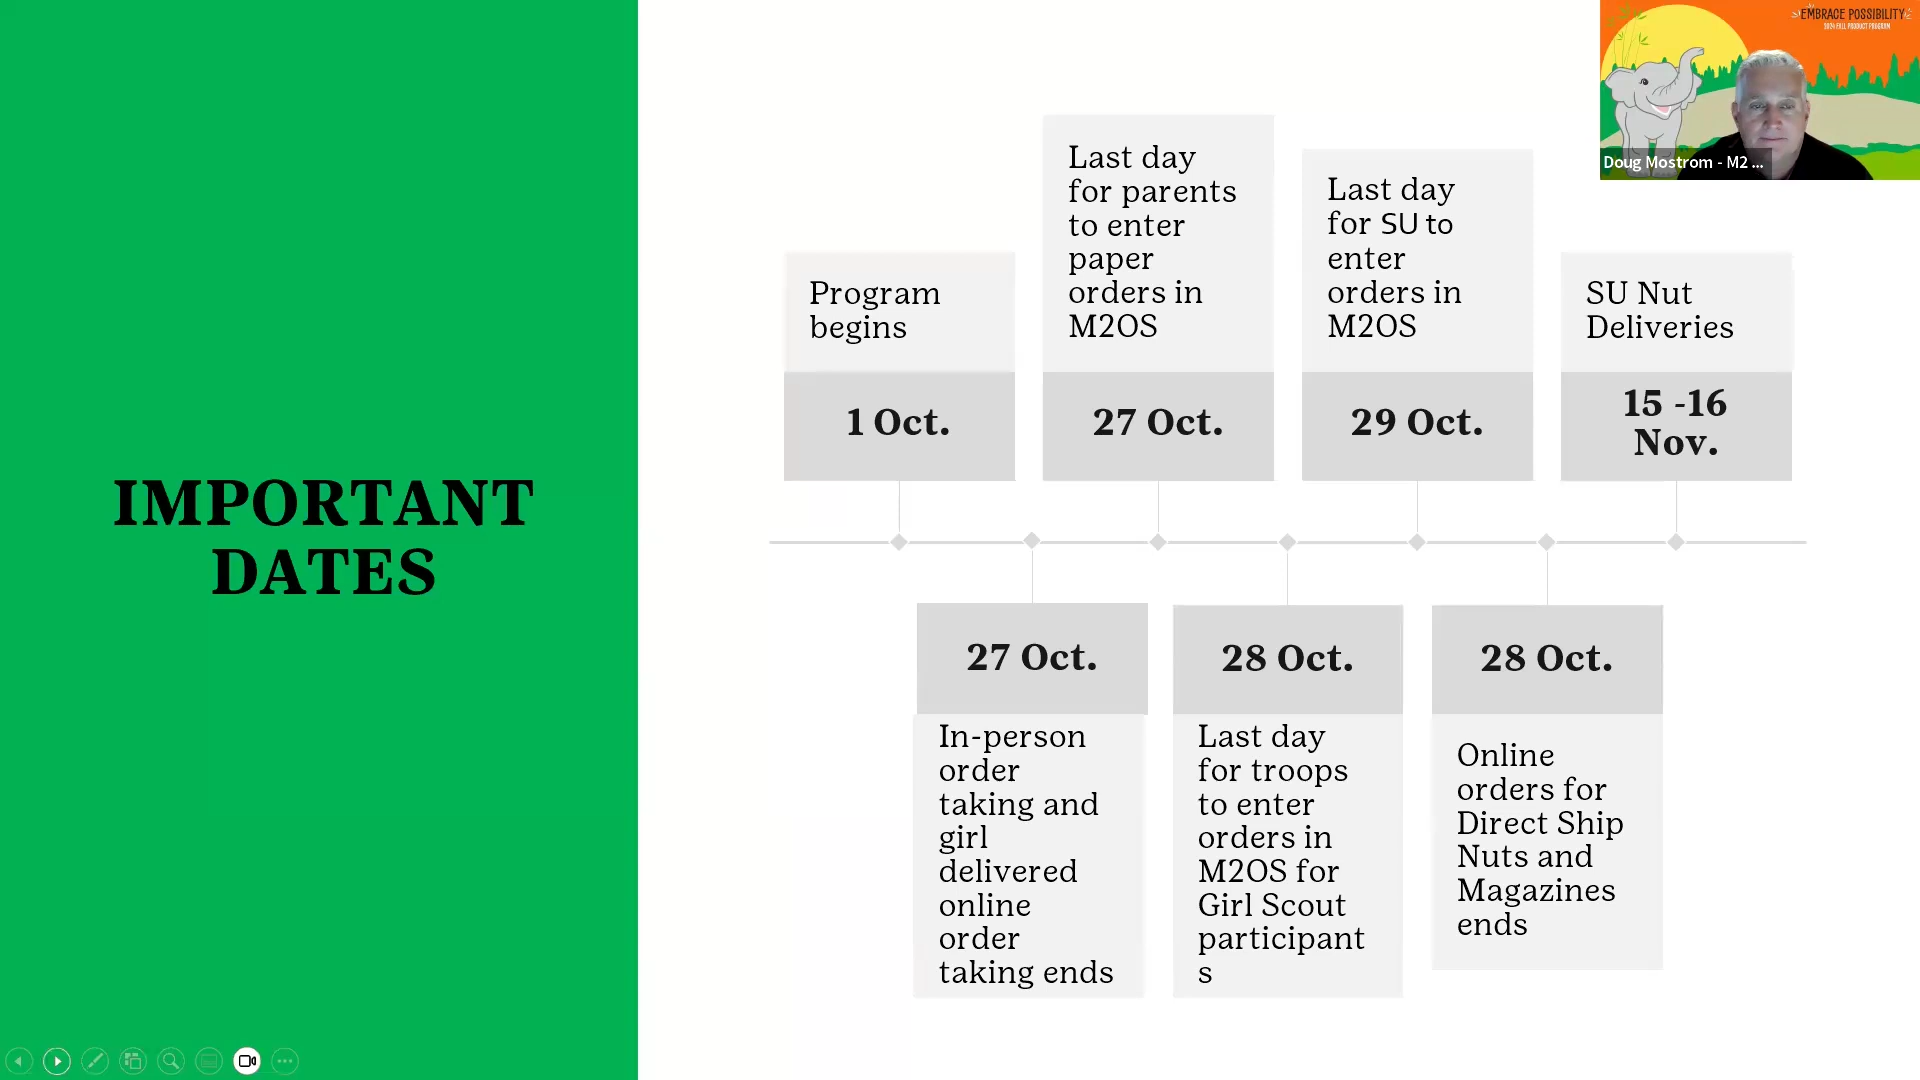 IMPORTANT
DATES
Program
begins
1 Oct.
27 Oct.
In-person
order
taking and
girl
delivered
online
order
taking ends
Last day
for parents
to enter
paper
orders in
M2OS
27 Oct.
28 Oct.
Last day
for troops
to enter
orders in
M2OS for
Girl Scout
participant
s
Last day
for SU to
enter
orders in
M2OS
29 Oct.
28 Oct.
Online
orders for
Direct Ship
Nuts and
Magazines
ends
SU Nut
Deliveries
15 -16
Nov.
EMBRACE POSSIBILITY
2024 FALL PRODUCT PROGRAM
Doug Mostrom - M2 ...